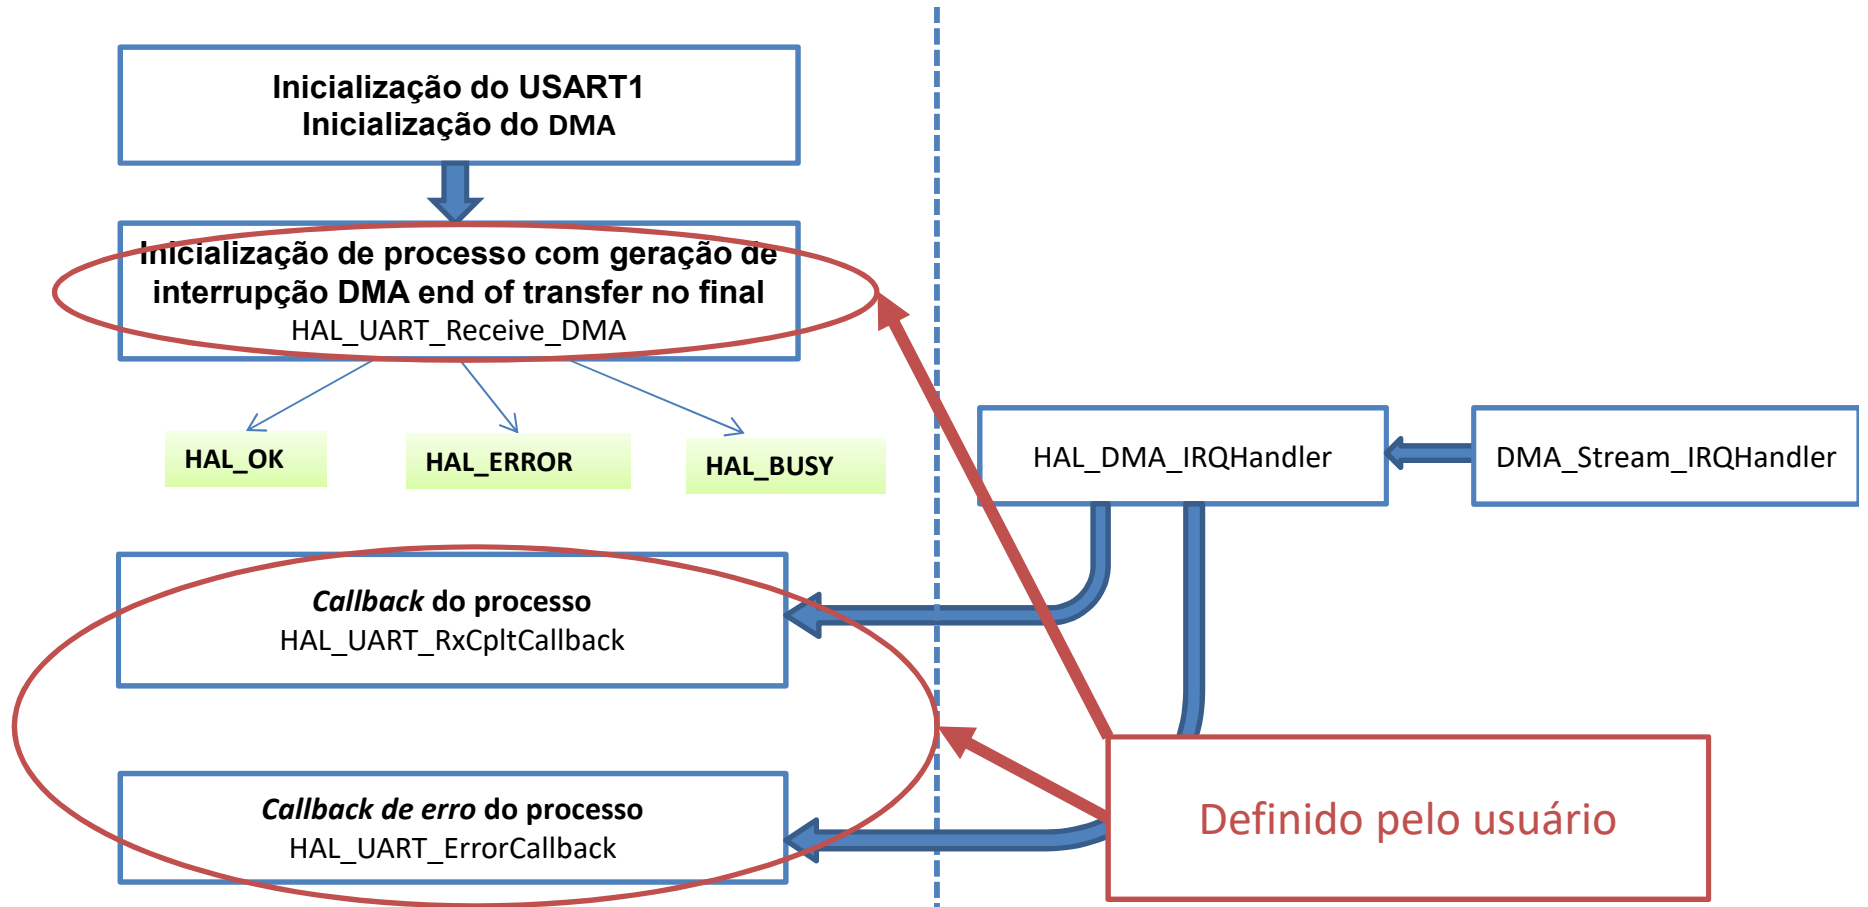 Inicialização do USART1
Inicialização do DMA
Inicialização de processo com geração de
interrupção DMA end of transfer no final
HAL_UART_Receive_DMA
HAL_OK
HAL_ERROR
HAL_BUSY
HAL_DMA_IRQHandler
DMA_Stream_IRQHandler
Callback do processo
HAL_UART_RxCpltCallback
Callback de erro do processo
HAL_UART_ErrorCallback
Definido pelo usuário